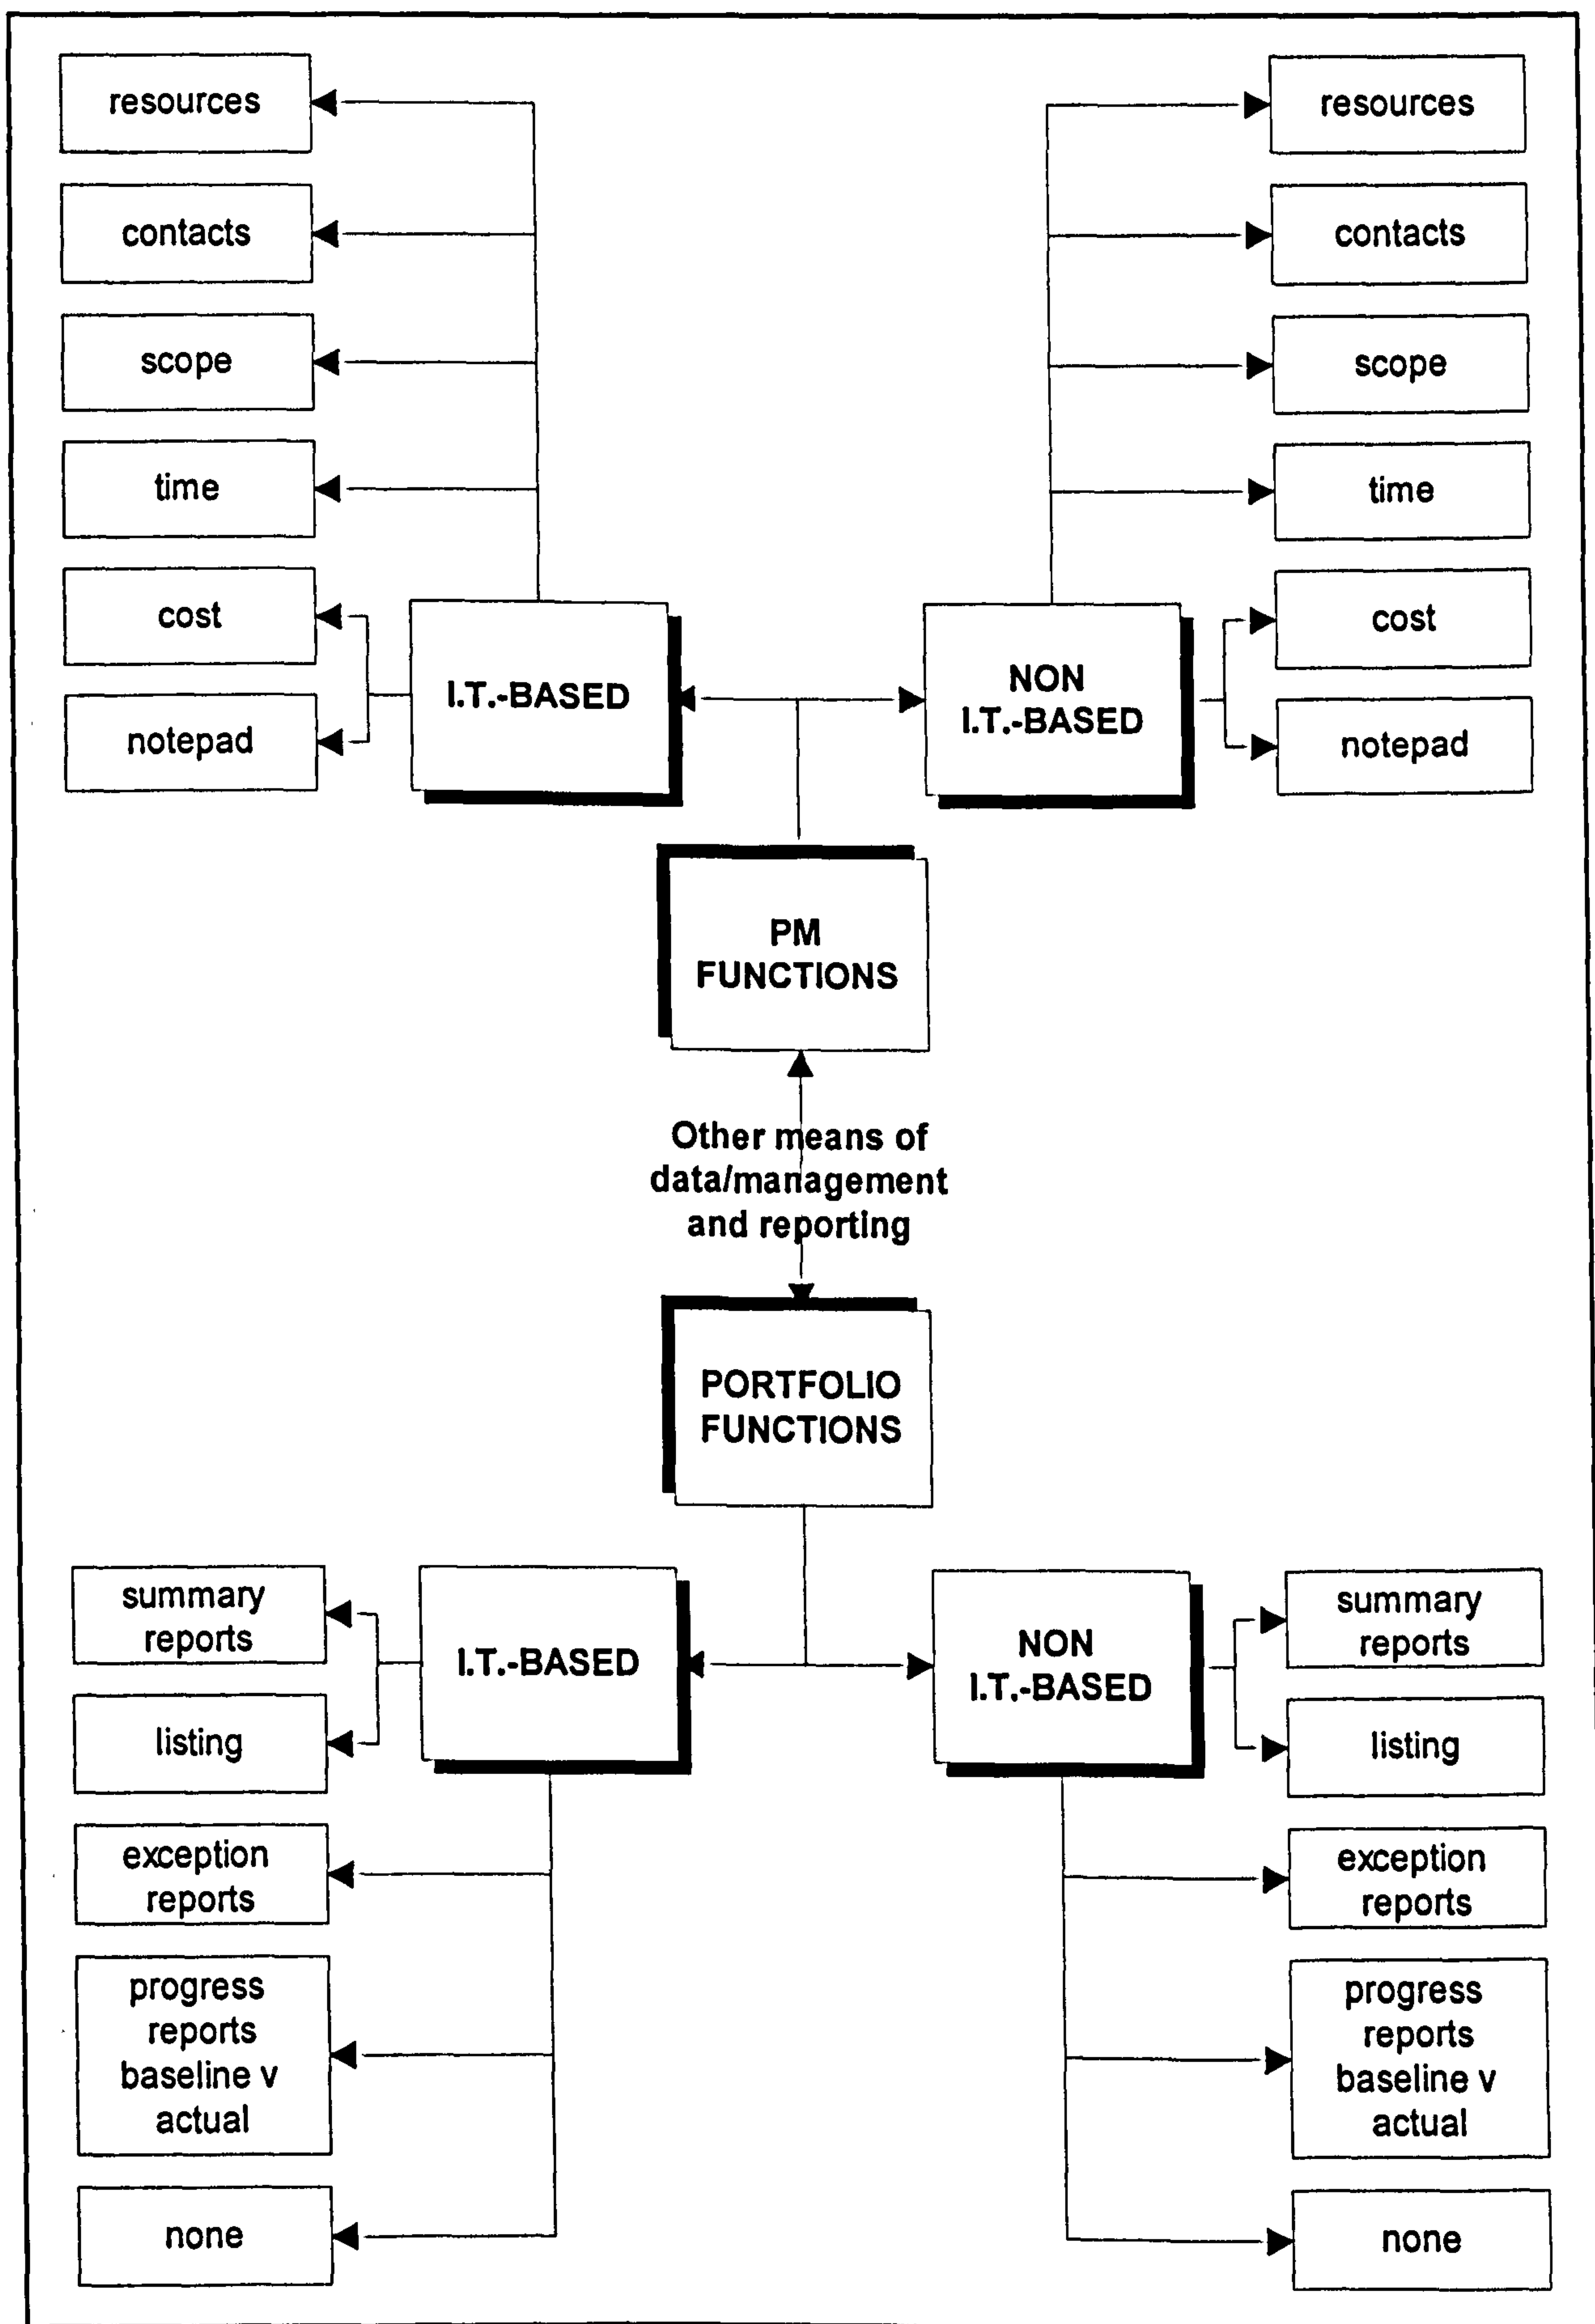 resources
resources
contacts
contacts
scope
scope
time
time
cost
cost
I.T.-BASED
NON
I.T.-BASED
notepad
notepad
PM
FUNCTIONS
Other means of
data/management
and reporting
PORTFOLIO
FUNCTIONS
summary
reports
I.T.-BASED
NON
I.T.-BASED
summary
reports
listing
listing
exception
reports
exception
reports
progress
reports
baseline v
actual
progress
reports
baseline v
actual
none
none